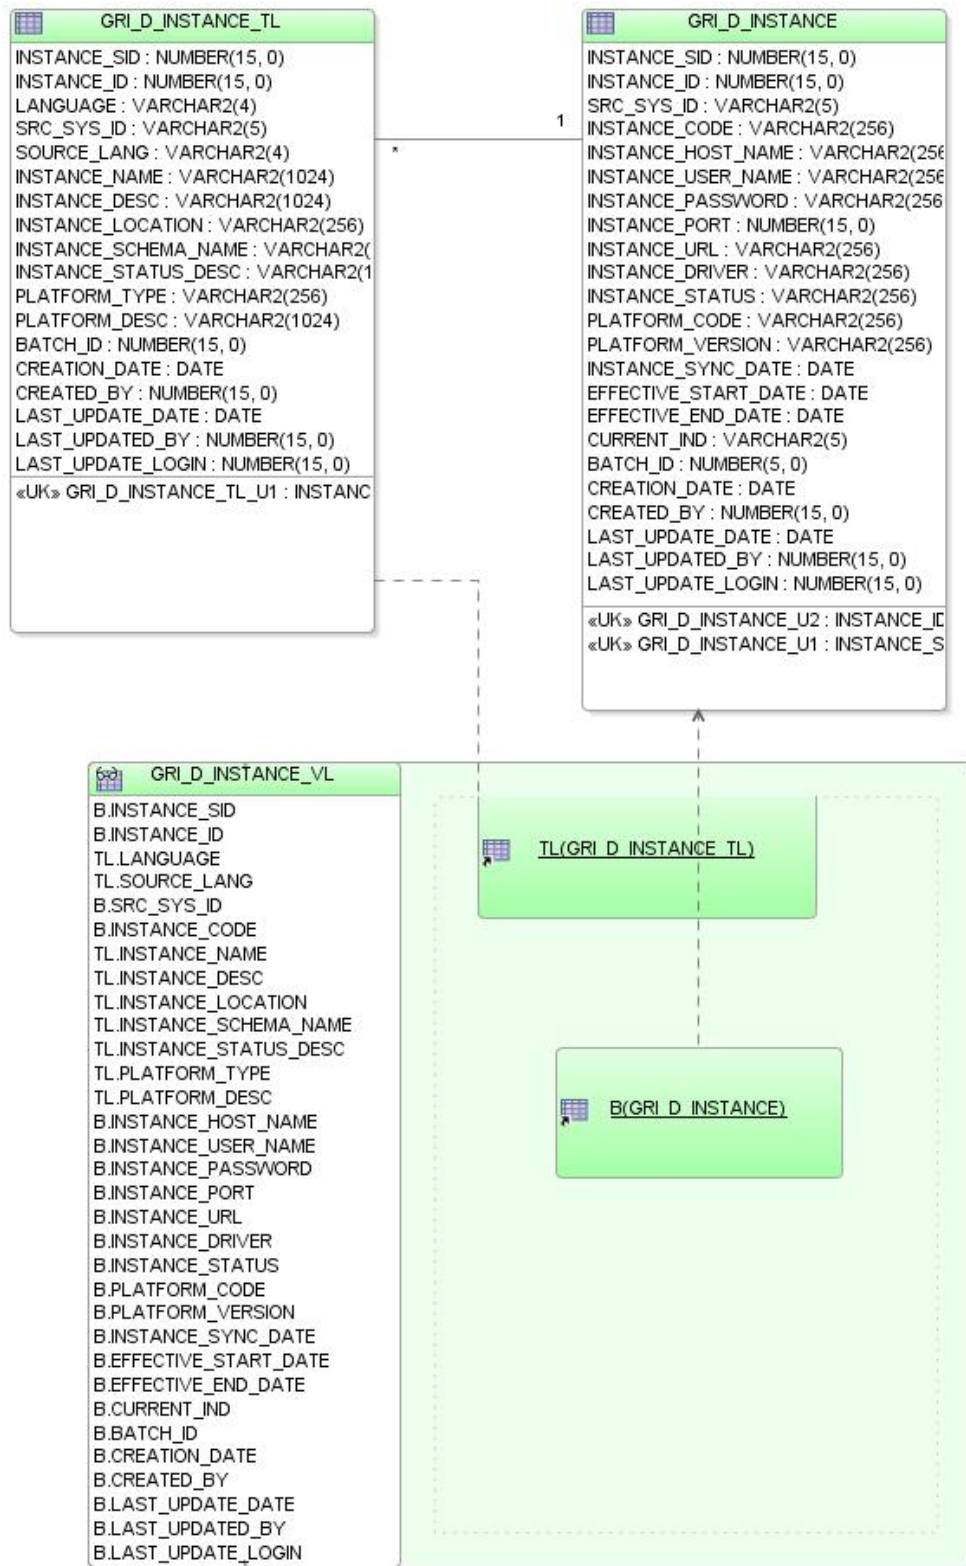 GRI_D_INSTANCE_TL
INSTANCE_SID : NUMBER(15, 0)
INSTANCE_ID : NUMBER(15, 0)
LANGUAGE : VARCHAR2(4)
SRC_SYS_ID : VARCHAR2(5)
SOURCE_LANG : VARCHAR2(4)
INSTANCE_NAME : VARCHAR2(1024)
INSTANCE_DESC : VARCHAR2(1024)
INSTANCE_LOCATION : VARCHAR2(256)
INSTANCE_SCHEMA_NAME : VARCHAR2(
INSTANCE_STATUS_DESC : VARCHAR2(1
PLATFORM_TYPE : VARCHAR2(256)
PLATFORM_DESC : VARCHAR2(1024)
BATCH_ID : NUMBER(15, 0)
CREATION_DATE : DATE
CREATED_BY : NUMBER(15, 0)
LAST_UPDATE_DATE : DATE
LAST_UPDATED_BY : NUMBER(15, 0)
LAST_UPDATE_LOGIN : NUMBER(15, 0)
«UK» GRI_D_INSTANCE_TL_U1 : INSTANC
*
1
GRI_D_INSTANCE
INSTANCE_SID : NUMBER(15, 0)
INSTANCE_ID : NUMBER(15, 0)
SRC_SYS_ID : VARCHAR2(5)
INSTANCE_CODE : VARCHAR2(256)
INSTANCE_HOST_NAME : VARCHAR2(256
INSTANCE_USER_NAME : VARCHAR2(256
INSTANCE_PASSWORD : VARCHAR2(256
INSTANCE_PORT : NUMBER(15, 0)
INSTANCE_URL : VARCHAR2(256)
INSTANCE_DRIVER : VARCHAR2(256)
INSTANCE_STATUS : VARCHAR2(256)
PLATFORM_CODE : VARCHAR2(256)
PLATFORM_VERSION : VARCHAR2(256)
INSTANCE_SYNC_DATE : DATE
EFFECTIVE_START_DATE : DATE
EFFECTIVE_END_DATE : DATE
CURRENT_IND : VARCHAR2(5)
BATCH_ID : NUMBER(5, 0)
CREATION_DATE : DATE
CREATED_BY : NUMBER(15, 0)
LAST_UPDATE_DATE : DATE
LAST_UPDATED_BY : NUMBER(15, 0)
LAST_UPDATE_LOGIN : NUMBER(15, 0)
«UK» GRI_D_INSTANCE_U2 : INSTANCE_ID
«UK» GRI_D_INSTANCE_U1 : INSTANCE_S
GRI_D_INSTANCE_VL
B.INSTANCE_SID
B.INSTANCE_ID
TL.LANGUAGE
TL.SOURCE_LANG
B.SRC_SYS_ID
B.INSTANCE_CODE
TL.INSTANCE_NAME
TL.INSTANCE_DESC
TL.INSTANCE_LOCATION
TL.INSTANCE_SCHEMA_NAME
TL.INSTANCE_STATUS_DESC
TL.PLATFORM_TYPE
TL.PLATFORM_DESC
B.INSTANCE_HOST_NAME
B.INSTANCE_USER_NAME
B.INSTANCE_PASSWORD
B.INSTANCE_PORT
B.INSTANCE_URL
B.INSTANCE_DRIVER
B.INSTANCE_STATUS
B.PLATFORM_CODE
B.PLATFORM_VERSION
B.INSTANCE_SYNC_DATE
B.EFFECTIVE_START_DATE
B.EFFECTIVE_END_DATE
B.CURRENT_IND
B.BATCH_ID
B.CREATION_DATE
B.CREATED_BY
B.LAST_UPDATE_DATE
B.LAST_UPDATED_BY
B.LAST_UPDATE_LOGIN
TL(GRI_D_INSTANCE_TL)
B(GRI_D_INSTANCE)